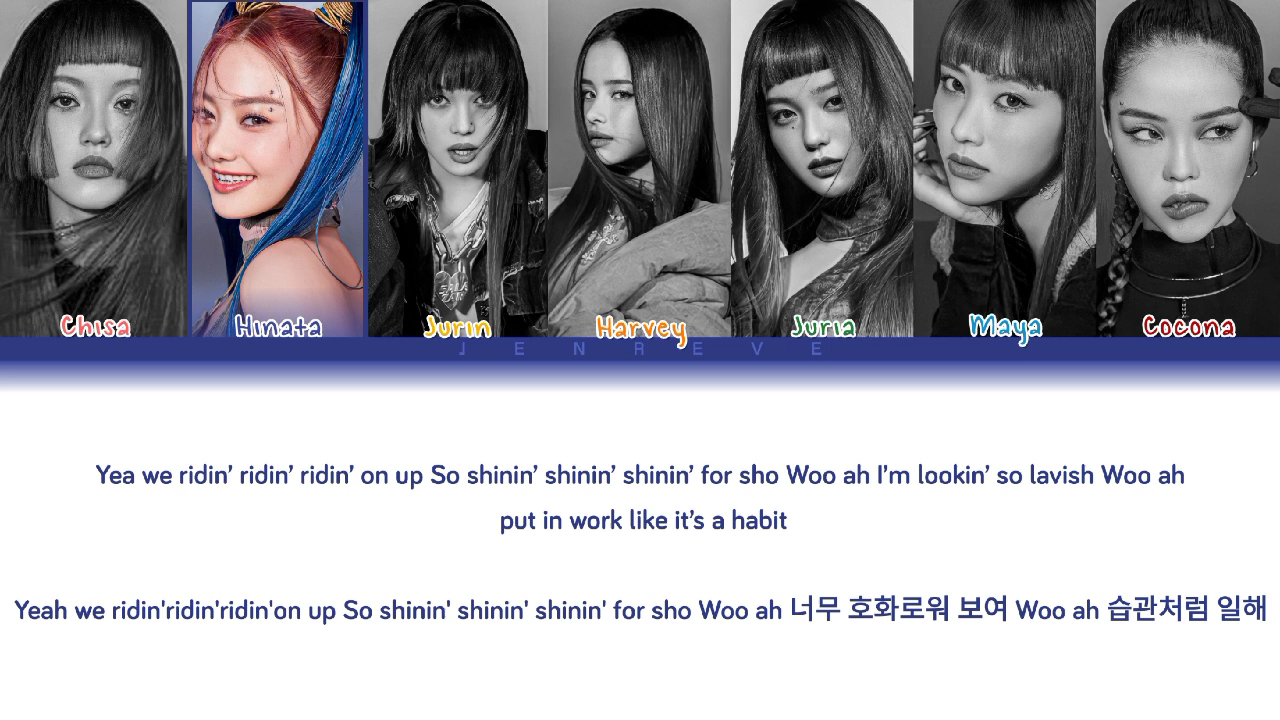 Chisa
Hinata
Jurin
Harvey
Juria
Maya
Cocona
JENREVE
Yea we ridin’ ridin’ ridin’ on up So shinin’ shinin’ shinin’ for sho Woo ah I’m lookin’ so lavish Woo ah
put in work like it’s a habit
Yeah we ridin'ridin'ridin'on up So shinin' shinin' shinin' for sho Woo ah 너무 호화로워 보여 Woo ah 습관처럼 일해